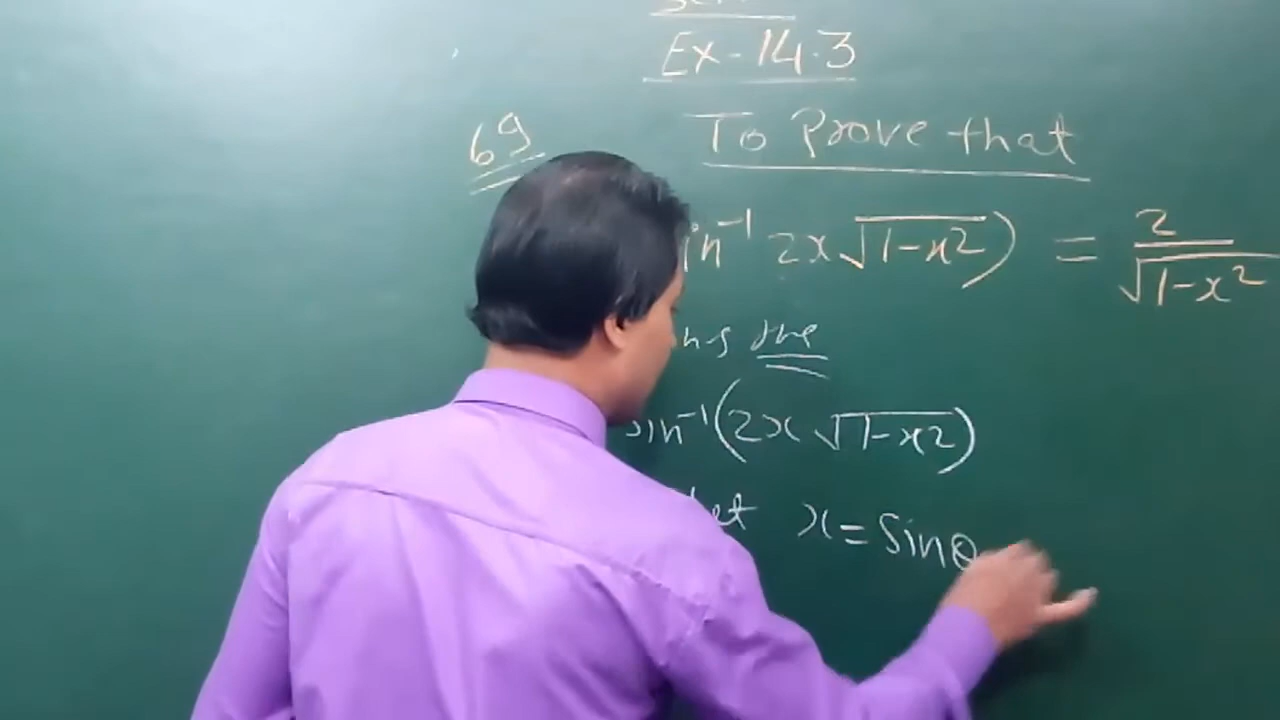 Ex-14.3
69 To Prove that
in⁻¹ 2x√(1-x²)) = 2/√(1-x²)
sin⁻¹(2x√(1-x²))
let x = Sinθ